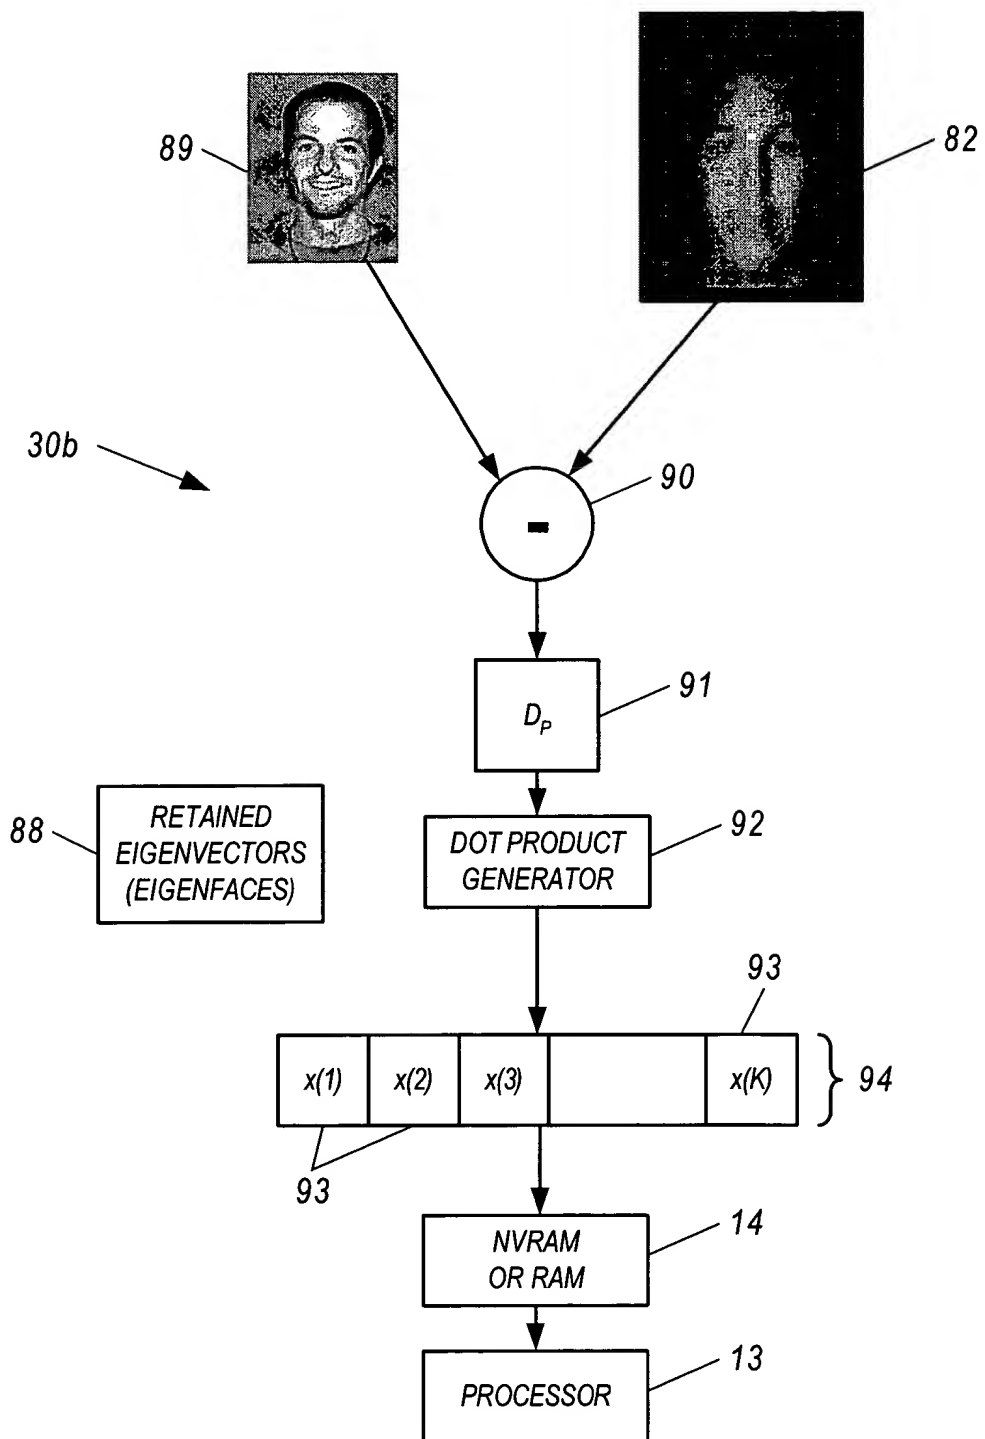 89
82
30b
90
-
91
D_P
88
RETAINED
EIGENVECTORS
(EIGENFACES)
92
DOT PRODUCT
GENERATOR
93
x(1) x(2) x(3) x(K)
94
93
14
NVRAM
OR RAM
13
PROCESSOR